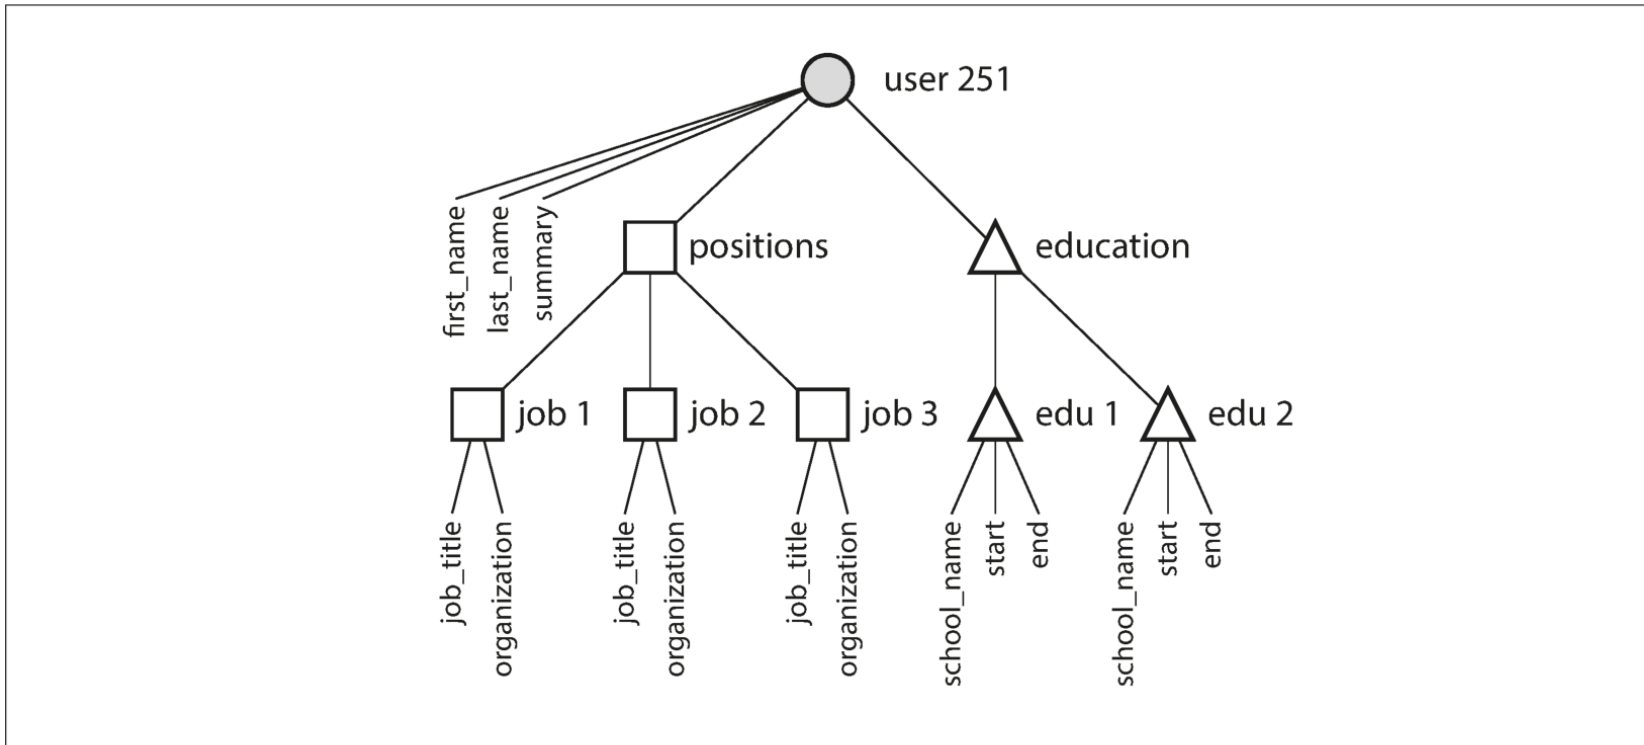 user 251
first_name
last_name
summary
positions
education
job 1
job 2
job 3
edu 1
edu 2
job_title
organization
job_title
organization
job_title
organization
school_name
start
end
school_name
start
end